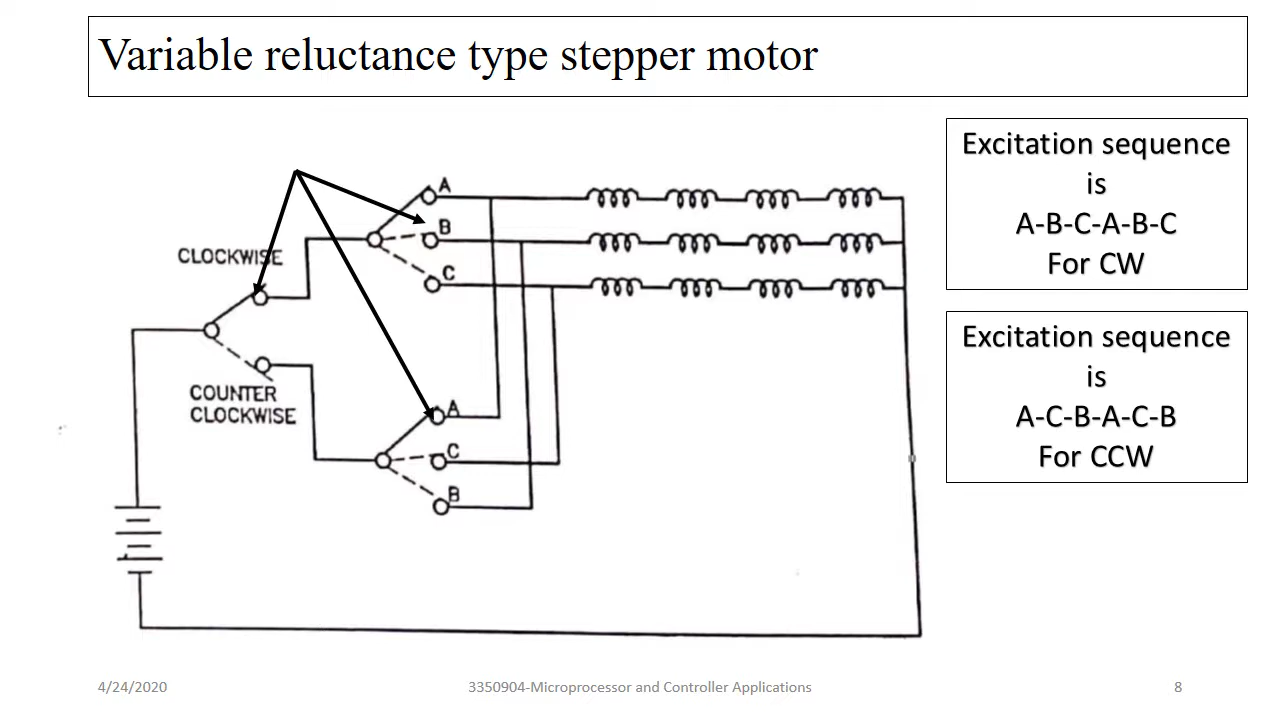 Variable reluctance type stepper motor
Excitation sequence
is
A-B-C-A-B-C
For CW
Excitation sequence
is
A-C-B-A-C-B
For CCW
A
B
C
CLOCKWISE
COUNTER
CLOCKWISE
A
C
B
4/24/2020
3350904-Microprocessor and Controller Applications
8